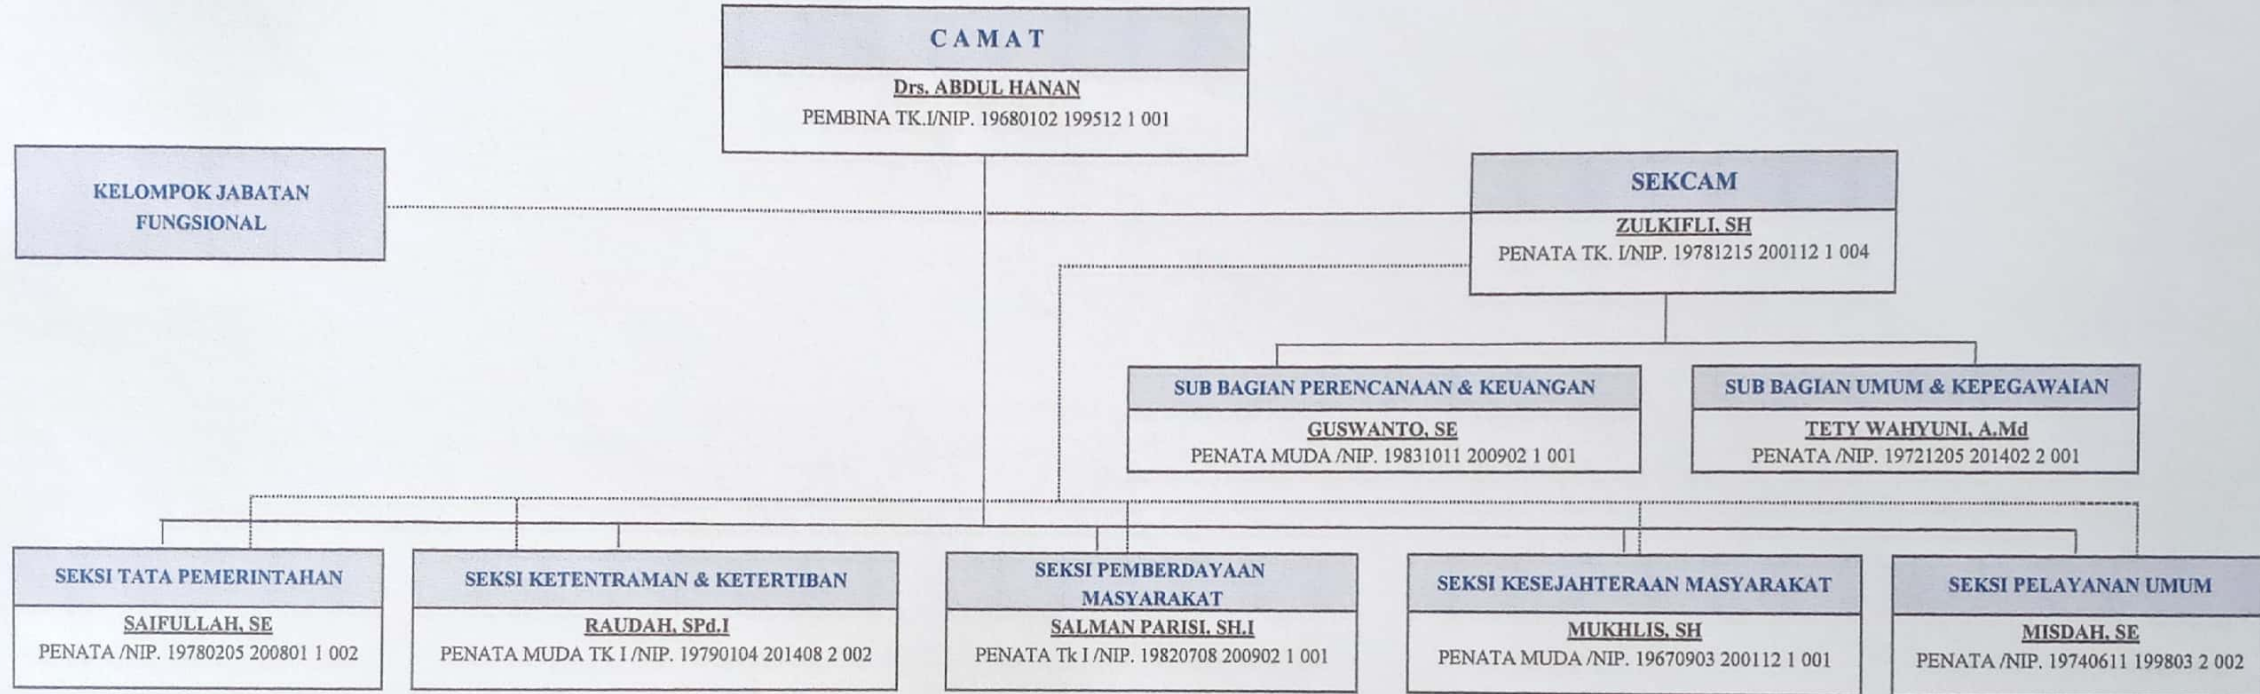 CAMAT
Drs. ABDUL HANAN
PEMBINA TK.I/NIP. 19680102 199512 1 001
KELOMPOK JABATAN
FUNGSIONAL
SEKCAM
ZULKIFLI, SH
PENATA TK. I/NIP. 19781215 200112 1 004
SUB BAGIAN PERENCANAAN & KEUANGAN
GUSWANTO, SE
PENATA MUDA /NIP. 19831011 200902 1 001
SUB BAGIAN UMUM & KEPEGAWAIAN
TETY WAHYUNI, A.Md
PENATA /NIP. 19721205 201402 2 001
SEKSI TATA PEMERINTAHAN
SAIFULLAH, SE
PENATA /NIP. 19780205 200801 1 002
SEKSI KETENTRAMAN & KETERTIBAN
RAUDAH, SPd.I
PENATA MUDA TK I /NIP. 19790104 201408 2 002
SEKSI PEMBERDAYAAN
MASYARAKAT
SALMAN PARISI, SH.I
PENATA Tk I /NIP. 19820708 200902 1 001
SEKSI KESEJAHTERAAN MASYARAKAT
MUKHLIS, SH
PENATA MUDA /NIP. 19670903 200112 1 001
SEKSI PELAYANAN UMUM
MISDAH, SE
PENATA /NIP. 19740611 199803 2 002